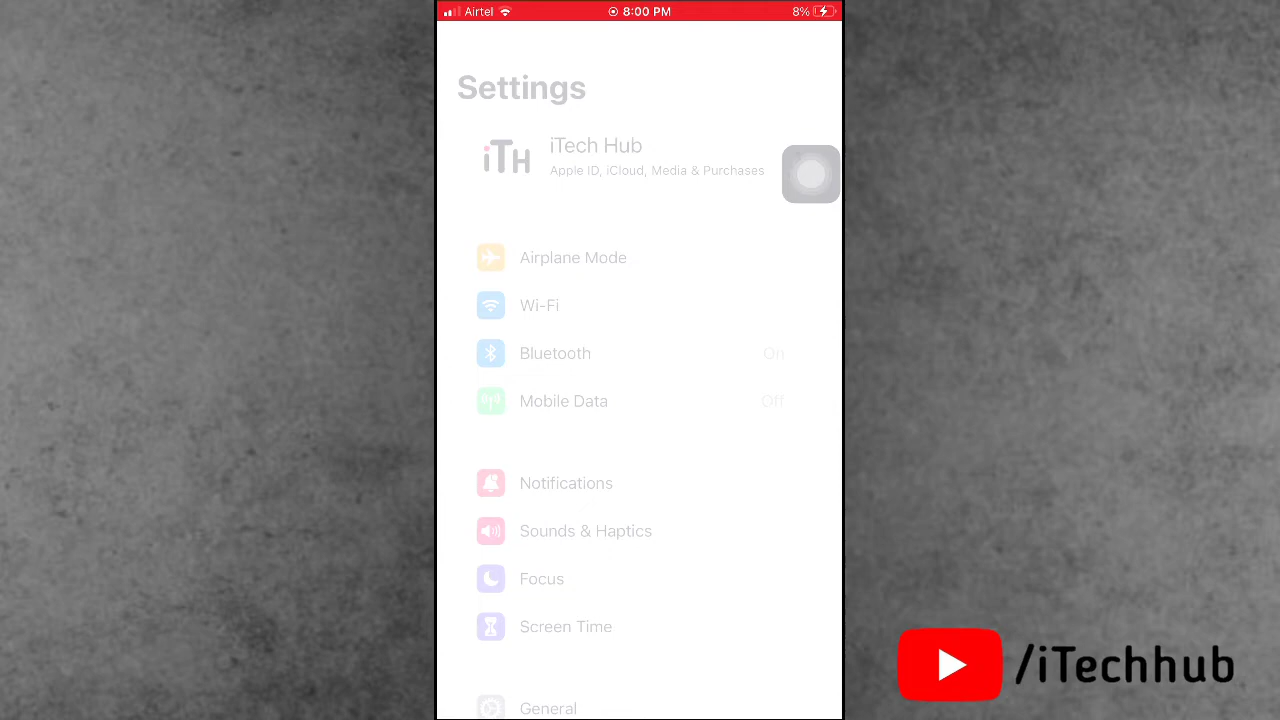 Airtel 8:00 PM 8%
Settings
iTH
iTech Hub
Apple ID, iCloud, Media & Purchases
Airplane Mode
Wi-Fi
Bluetooth On
Mobile Data Off
Notifications
Sounds & Haptics
Focus
Screen Time
General
/iTechhub